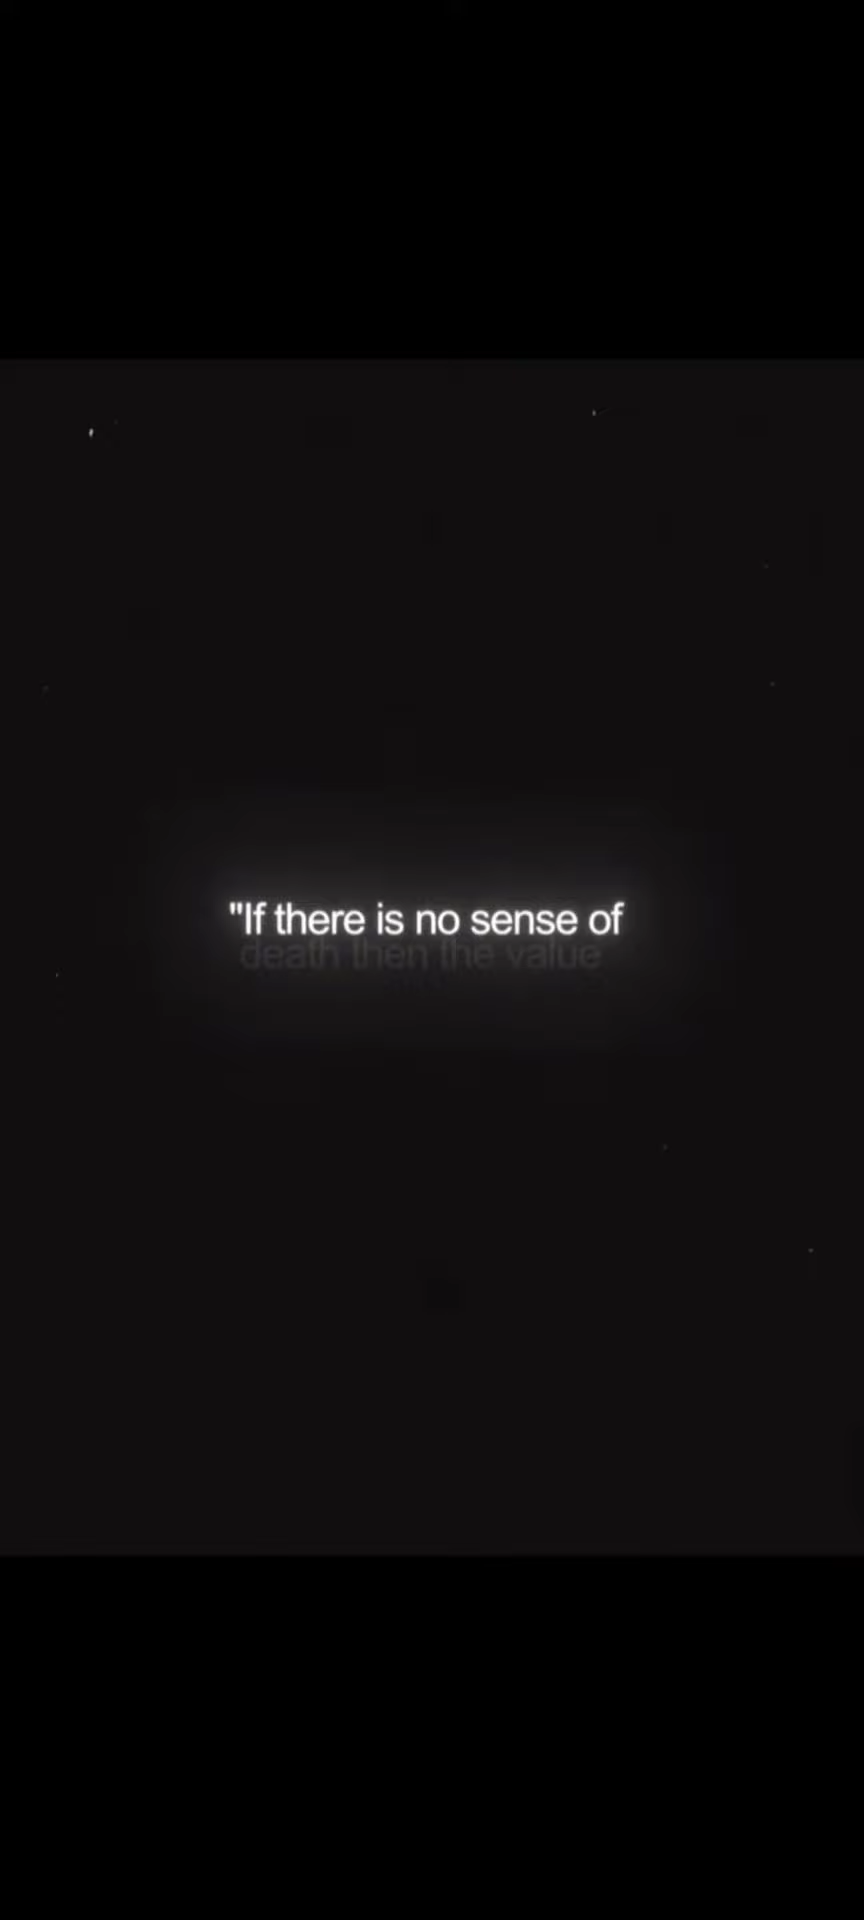 "If there is no sense of
death then the value